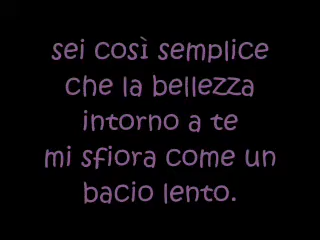 sei così semplice
che la bellezza
intorno a te
mi sfiora come un
bacio lento.